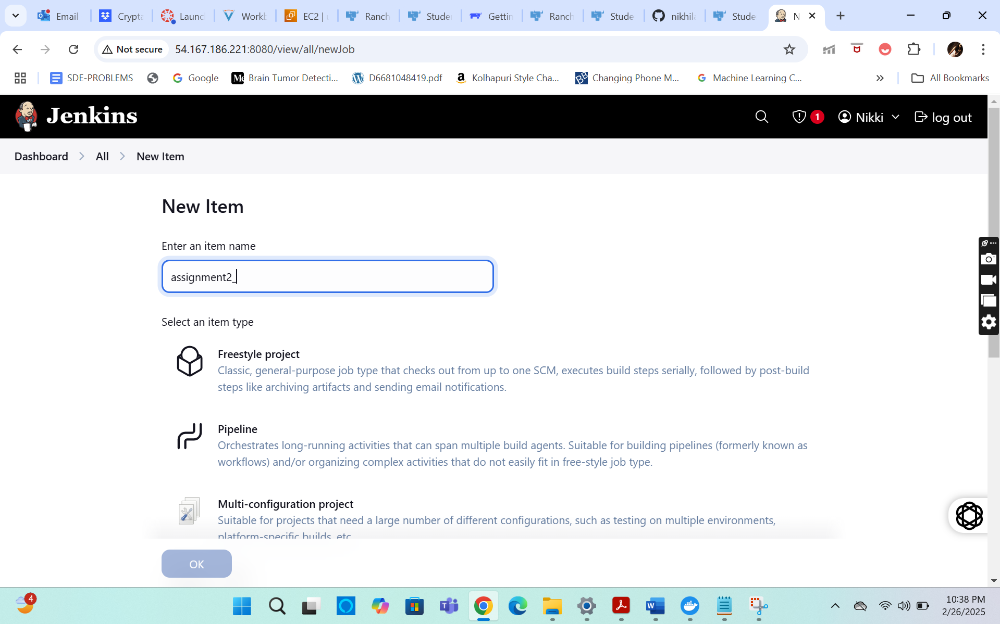 Email
Crypta
Launc
Workb
EC2 | u
Ranch
Studen
Gettin
Ranch
Stude
nikhila
Stude
N
Not secure
54.167.186.221:8080/view/all/newJob
SDE-PROBLEMS
Google
Me
Brain Tumor Detecti...
D6681048419.pdf
Kolhapuri Style Cha...
BB
Changing Phone M...
Machine Learning C...
»
All Bookmarks
Jenkins
1
Nikki
log out
Dashboard > All > New Item
New Item
Enter an item name
assignment2_
Select an item type
Freestyle project
Classic, general-purpose job type that checks out from up to one SCM, executes build steps serially, followed by post-build
steps like archiving artifacts and sending email notifications.
Pipeline
Orchestrates long-running activities that can span multiple build agents. Suitable for building pipelines (formerly known as
workflows) and/or organizing complex activities that do not easily fit in free-style job type.
Multi-configuration project
Suitable for projects that need a large number of different configurations, such as testing on multiple environments,
platform-specific builds, etc.
OK
4
10:38 PM
2/26/2025